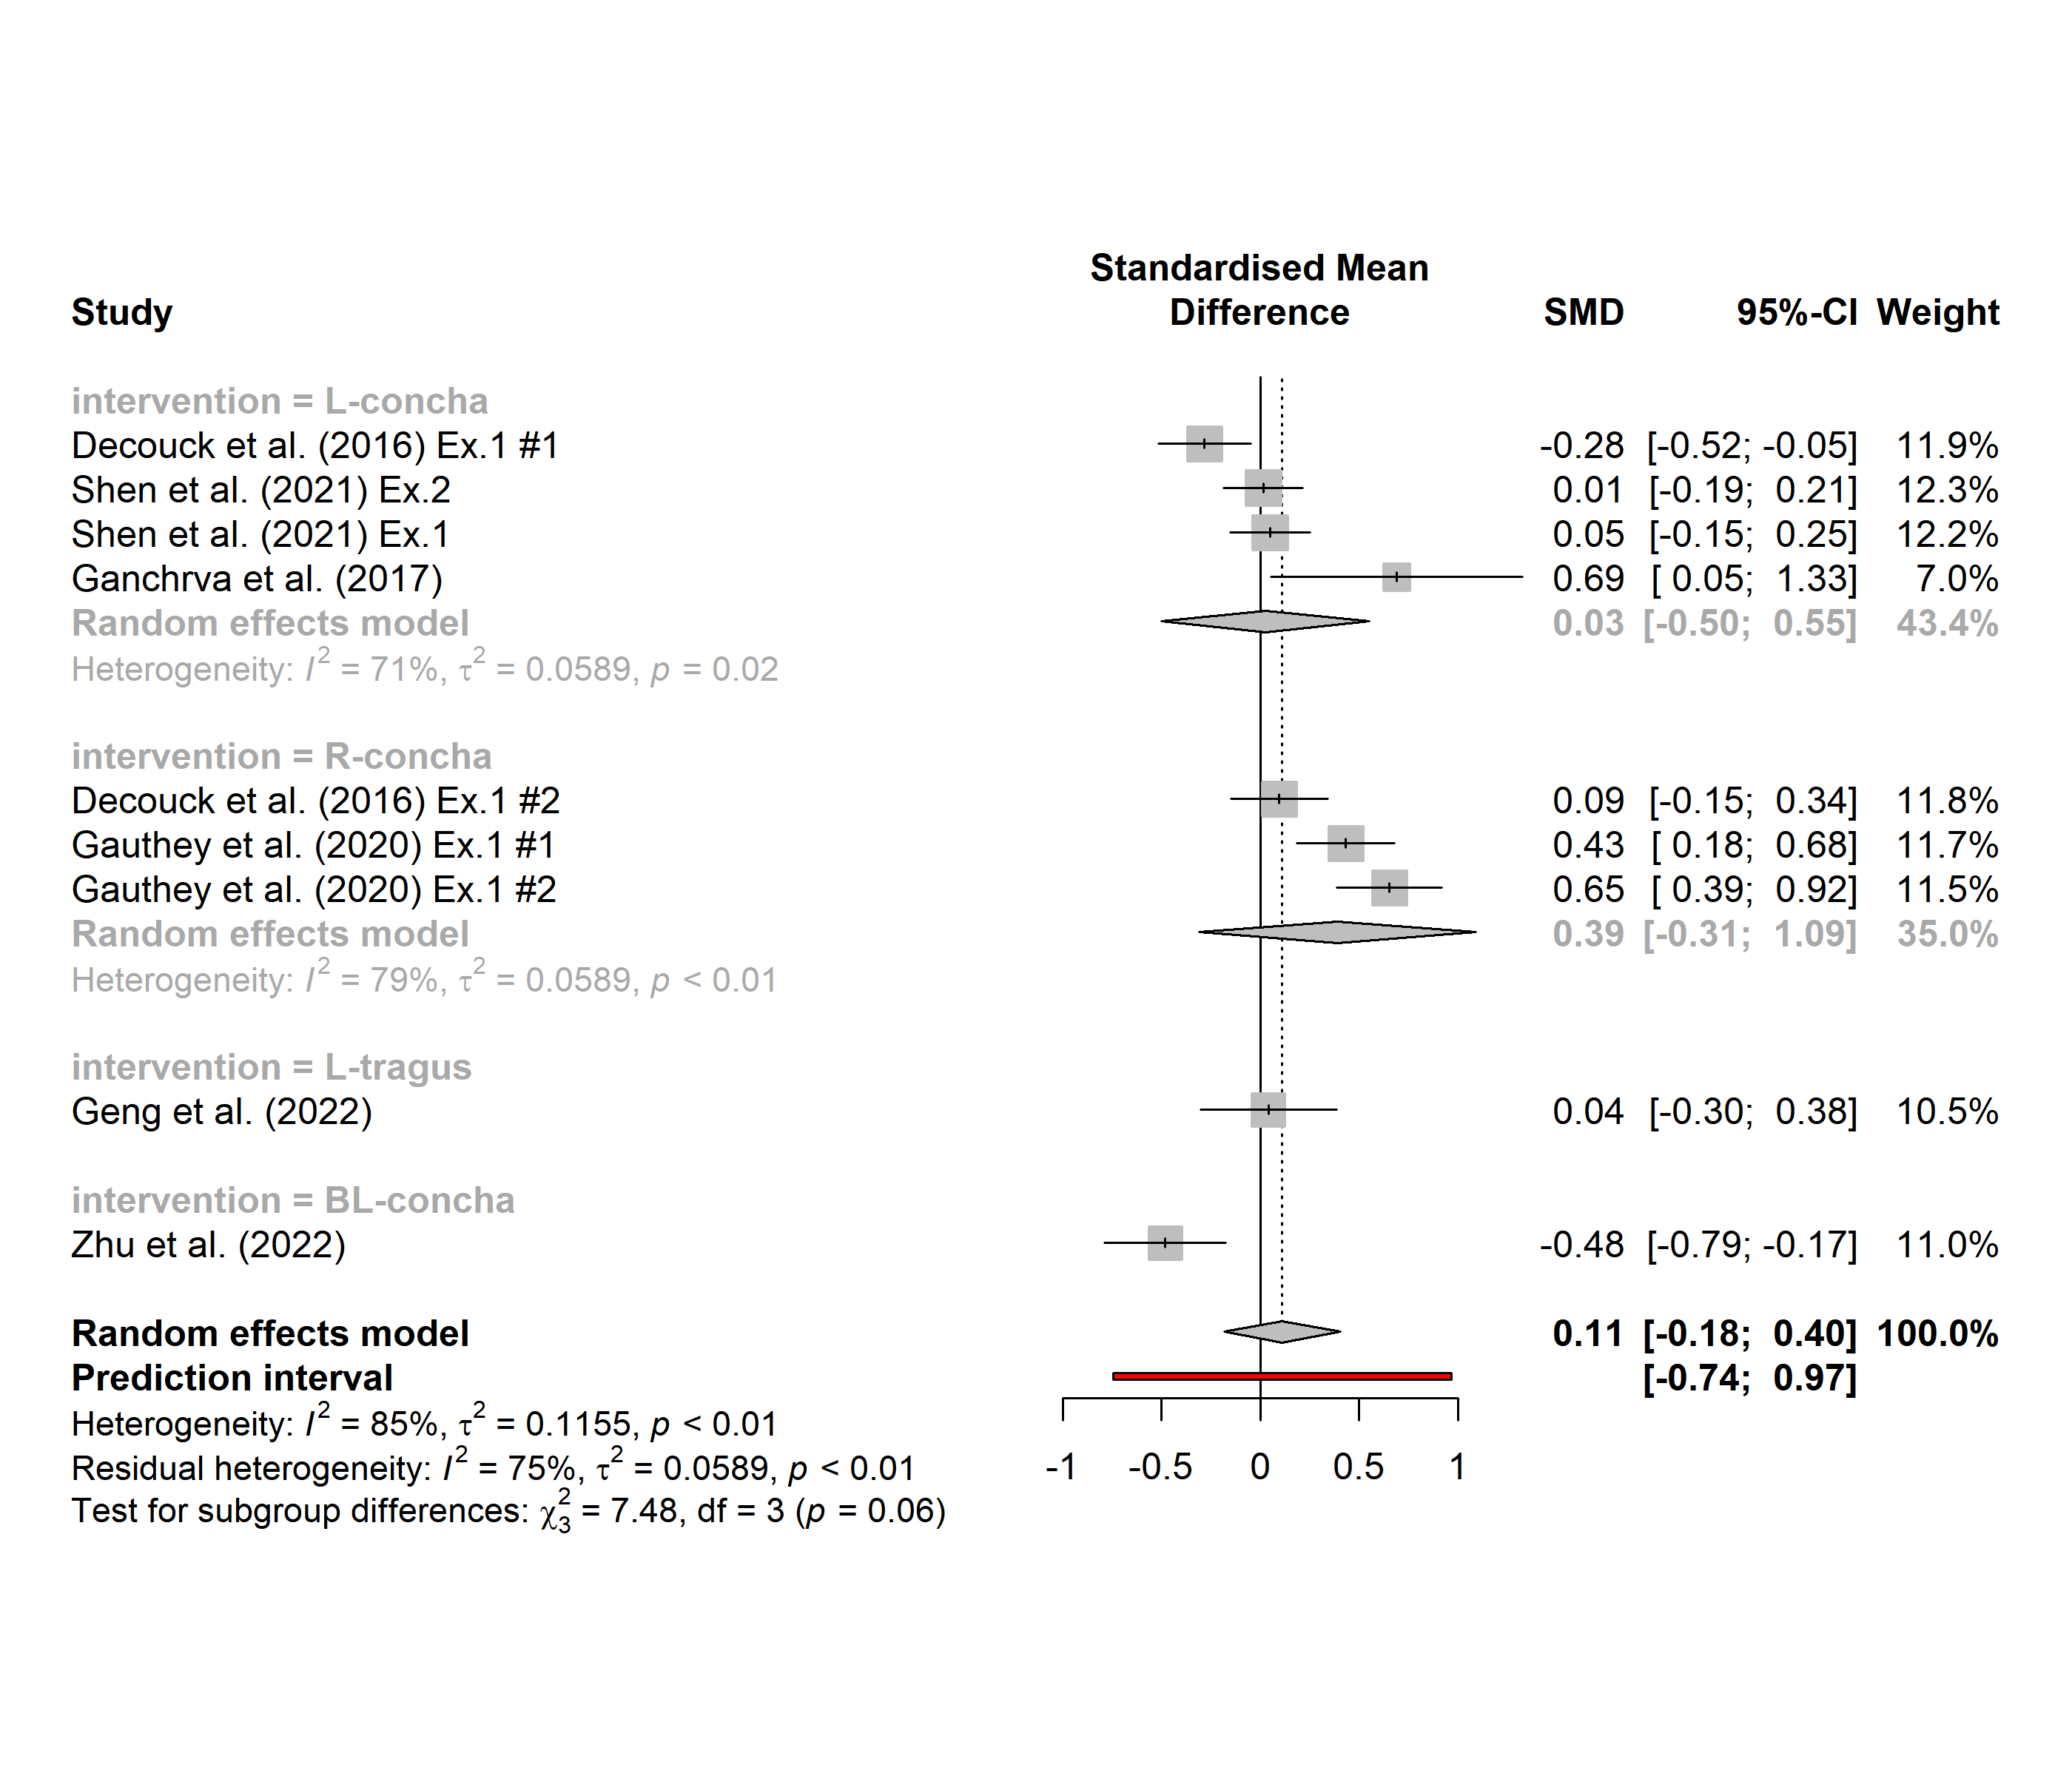 Standardised Mean
Study Difference SMD 95%-CI Weight
intervention = L-concha
Decouck et al. (2016) Ex.1 #1 -0.28 [-0.52; -0.05] 11.9%
Shen et al. (2021) Ex.2 0.01 [-0.19; 0.21] 12.3%
Shen et al. (2021) Ex.1 0.05 [-0.15; 0.25] 12.2%
Ganchrva et al. (2017) 0.69 [ 0.05; 1.33] 7.0%
Random effects model 0.03 [-0.50; 0.55] 43.4%
Heterogeneity: I² = 71%, τ² = 0.0589, p = 0.02
intervention = R-concha
Decouck et al. (2016) Ex.1 #2 0.09 [-0.15; 0.34] 11.8%
Gauthey et al. (2020) Ex.1 #1 0.43 [ 0.18; 0.68] 11.7%
Gauthey et al. (2020) Ex.1 #2 0.65 [ 0.39; 0.92] 11.5%
Random effects model 0.39 [-0.31; 1.09] 35.0%
Heterogeneity: I² = 79%, τ² = 0.0589, p < 0.01
intervention = L-tragus
Geng et al. (2022) 0.04 [-0.30; 0.38] 10.5%
intervention = BL-concha
Zhu et al. (2022) -0.48 [-0.79; -0.17] 11.0%
Random effects model 0.11 [-0.18; 0.40] 100.0%
Prediction interval [-0.74; 0.97]
Heterogeneity: I² = 85%, τ² = 0.1155, p < 0.01
Residual heterogeneity: I² = 75%, τ² = 0.0589, p < 0.01
-1 -0.5 0 0.5 1
Test for subgroup differences: χ²₃ = 7.48, df = 3 (p = 0.06)